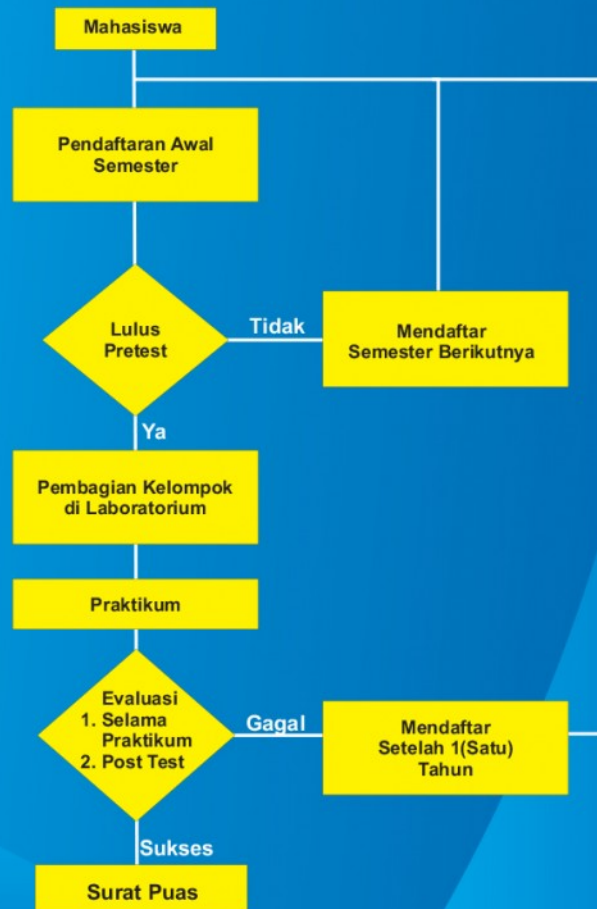 Mahasiswa
Pendaftaran Awal
Semester
Lulus
Pretest
Tidak
Mendaftar
Semester Berikutnya
Ya
Pembagian Kelompok
di Laboratorium
Praktikum
Evaluasi
1. Selama
Praktikum
2. Post Test
Gagal
Mendaftar
Setelah 1(Satu)
Tahun
Sukses
Surat Puas